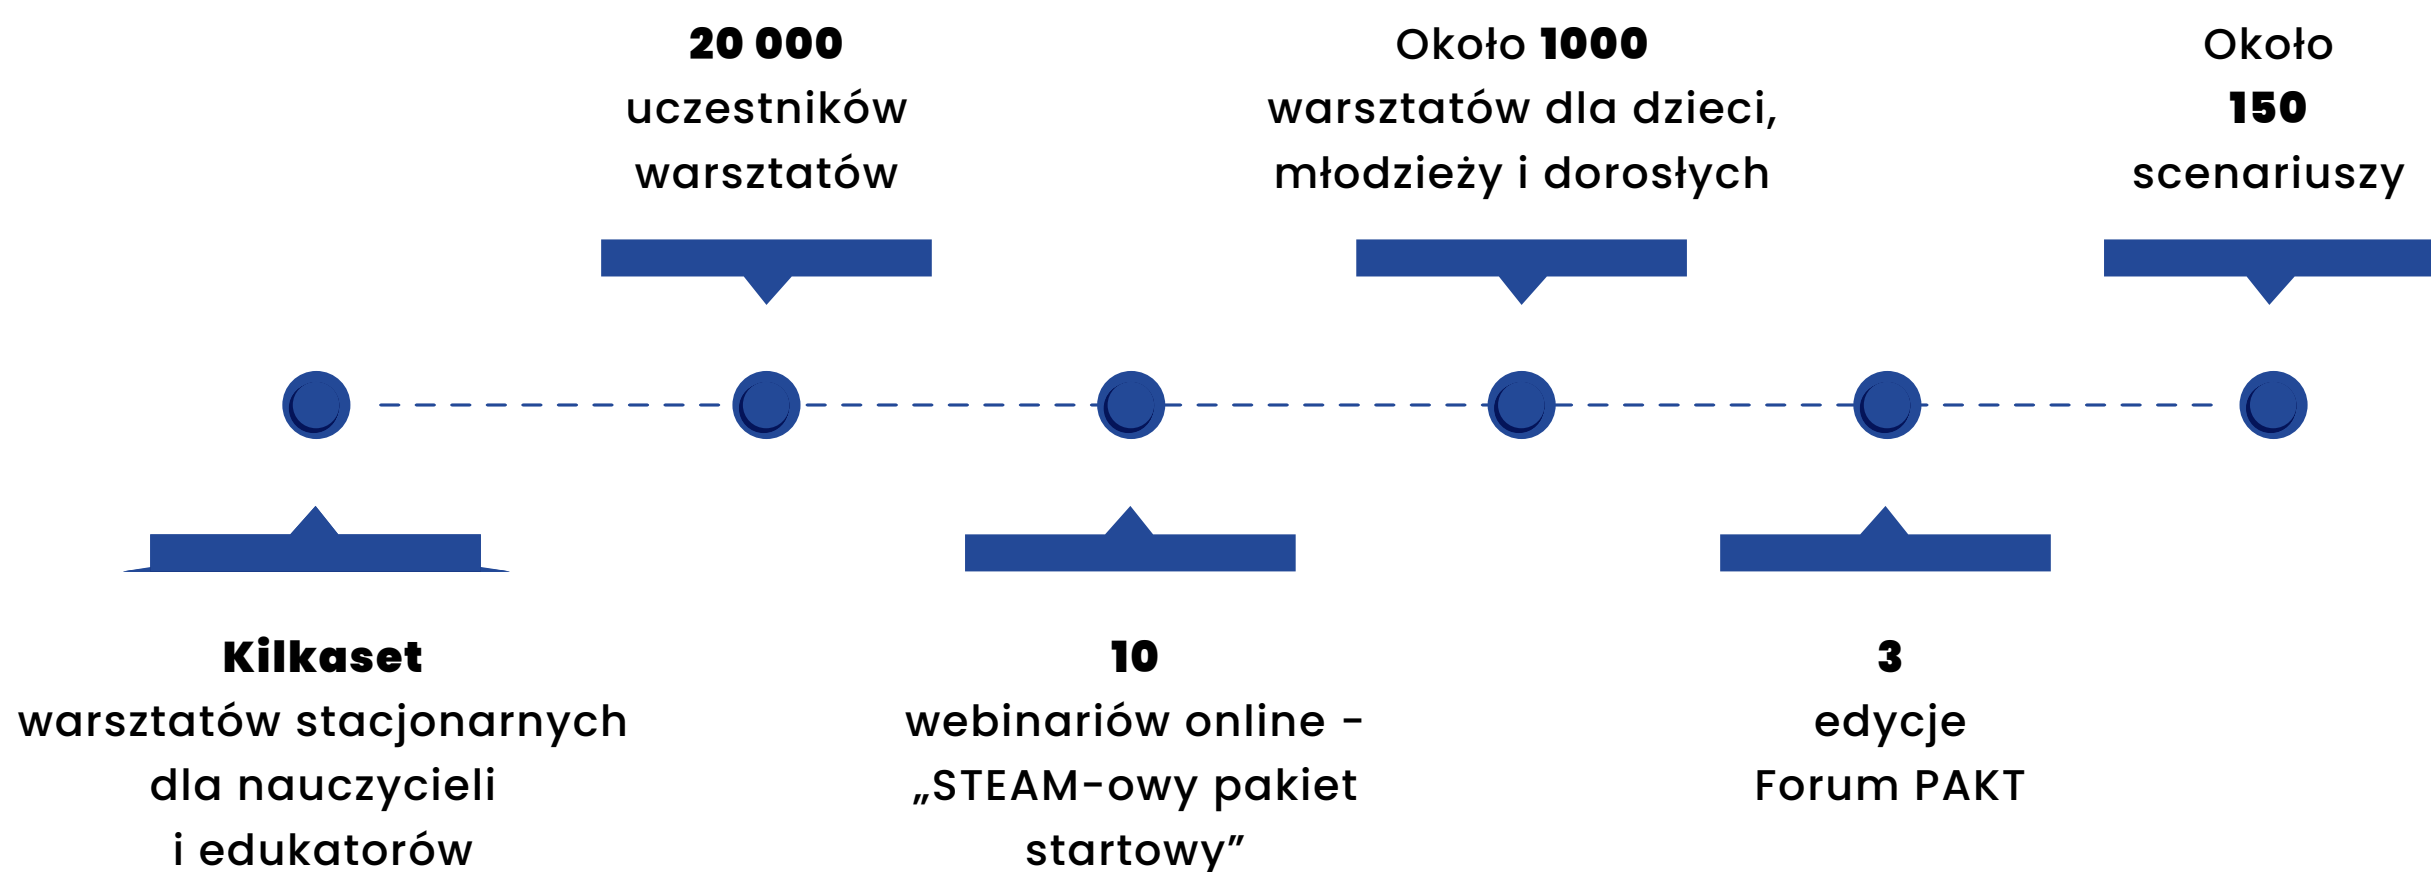 20 000
uczestników
warsztatów
Około 1000
warsztatów dla dzieci,
młodzieży i dorosłych
Około
150
scenariuszy
Kilkaset
warsztatów stacjonarnych
dla nauczycieli
i edukatorów
10
webinariów online -
„STEAM-owy pakiet
startowy”
3
edycje
Forum PAKT